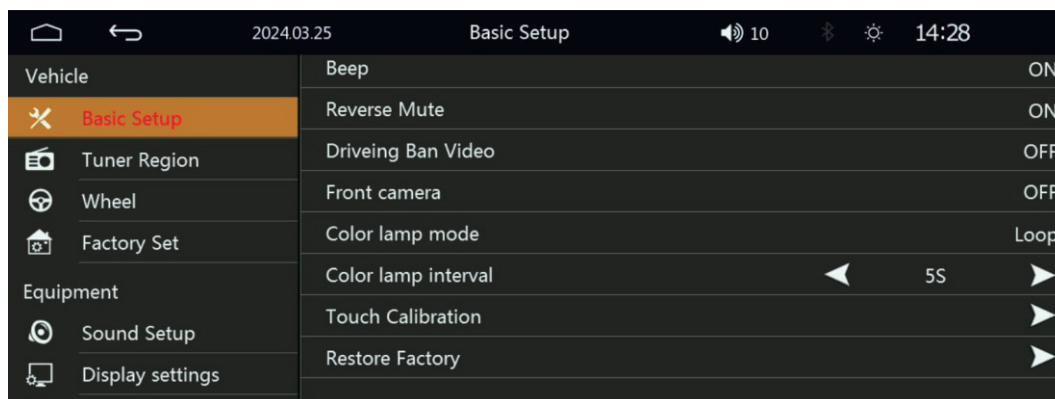 2024.03.25 Basic Setup 10 14:28
Vehicle
Basic Setup
Tuner Region
Wheel
Factory Set
Equipment
Sound Setup
Display settings
Beep ON
Reverse Mute ON
Driveing Ban Video OFF
Front camera OFF
Color lamp mode Loop
Color lamp interval 5S
Touch Calibration
Restore Factory